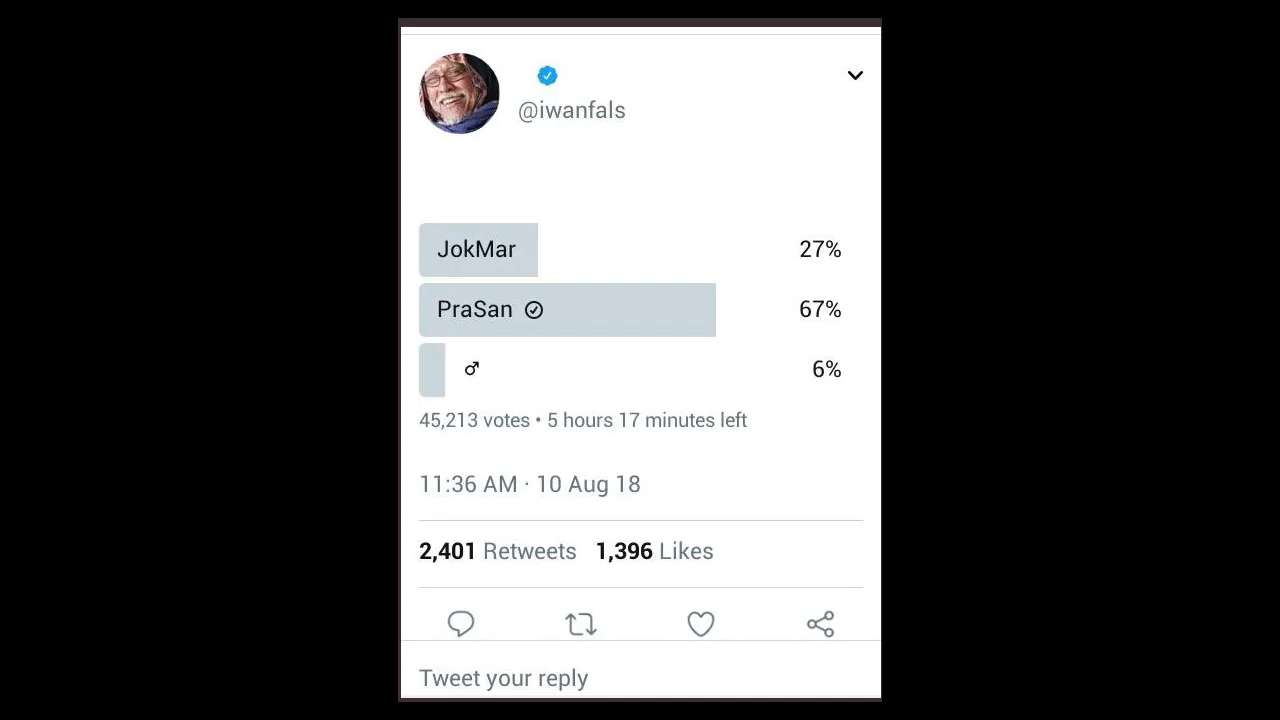 @iwanfals
JokMar 27%
PraSan 67%
♂ 6%
45,213 votes • 5 hours 17 minutes left
11:36 AM · 10 Aug 18
2,401 Retweets 1,396 Likes
Tweet your reply